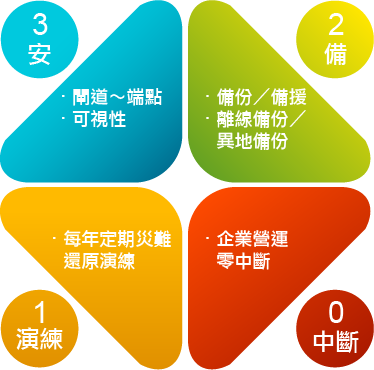 3
安
· 閘道～端點
· 可視性
2
備
· 備份／備援
· 離線備份／
異地備份
1
演練
· 每年定期災難
還原演練
0
中斷
· 企業營運
零中斷